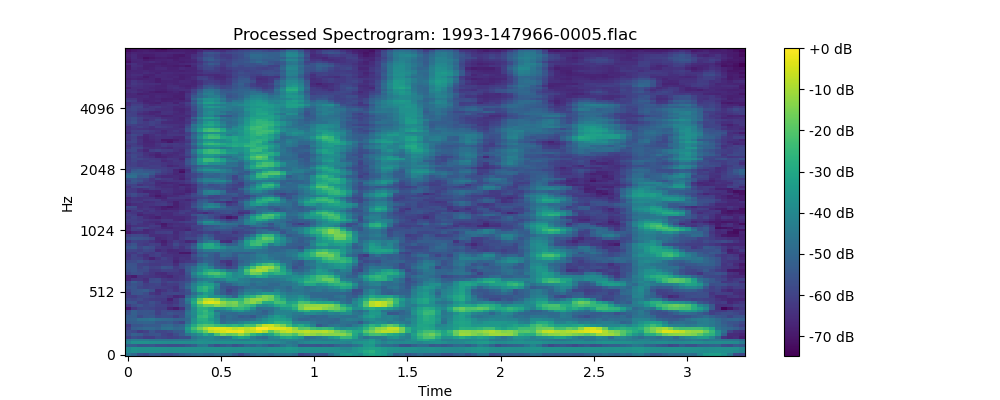 Processed Spectrogram: 1993-147966-0005.flac
Hz
4096
2048
1024
512
0
0
0.5
1
1.5
2
2.5
3
Time
+0 dB
-10 dB
-20 dB
-30 dB
-40 dB
-50 dB
-60 dB
-70 dB